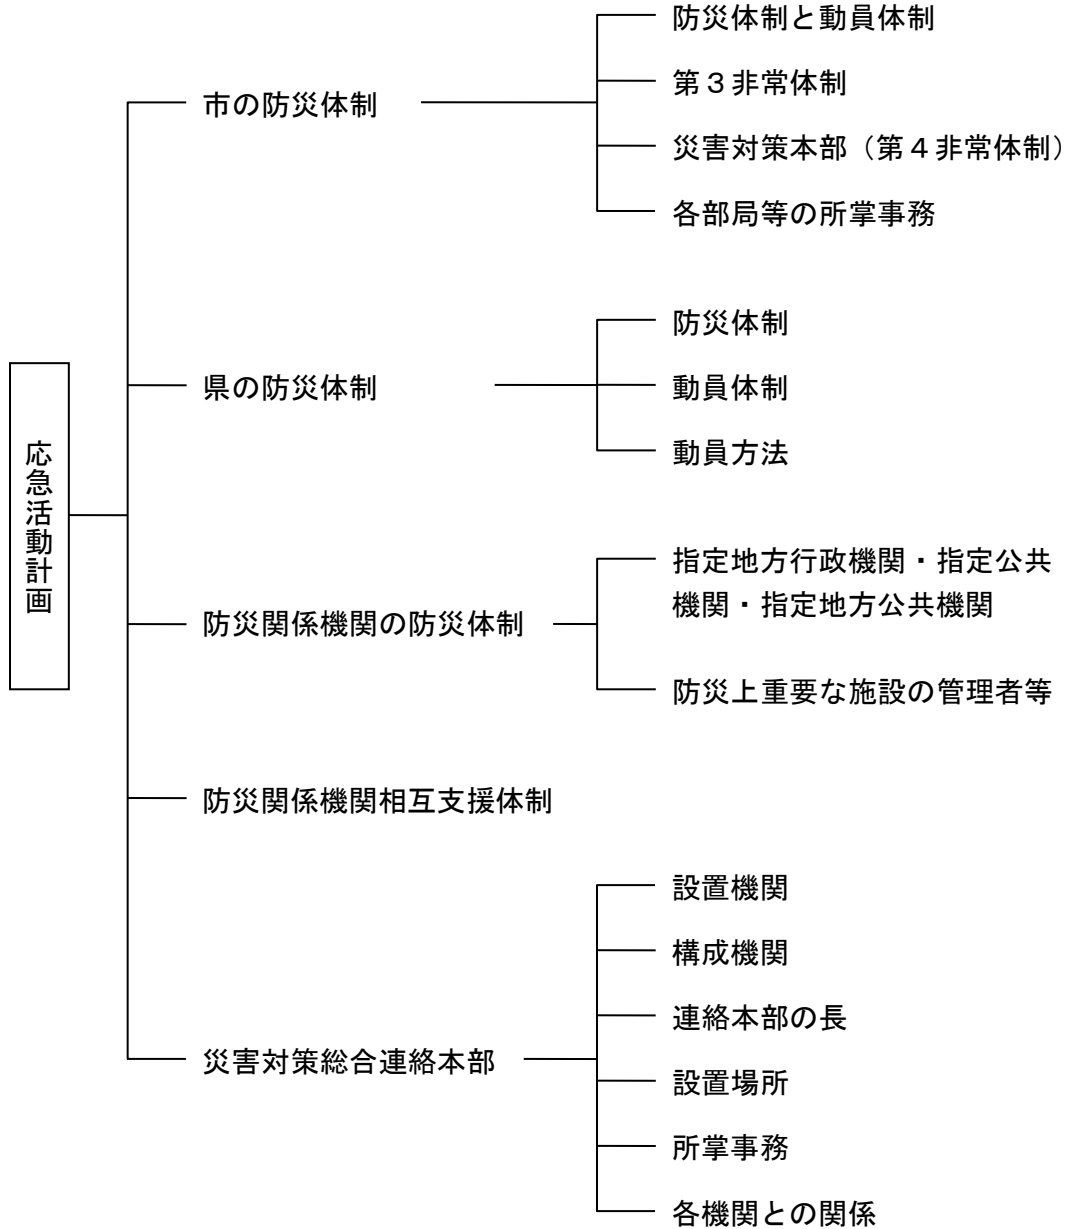 応急活動計画
市の防災体制
防災体制と動員体制
第３非常体制
災害対策本部（第４非常体制）
各部局等の所掌事務
県の防災体制
防災体制
動員体制
動員方法
防災関係機関の防災体制
指定地方行政機関・指定公共
機関・指定地方公共機関
防災上重要な施設の管理者等
防災関係機関相互支援体制
災害対策総合連絡本部
設置機関
構成機関
連絡本部の長
設置場所
所掌事務
各機関との関係